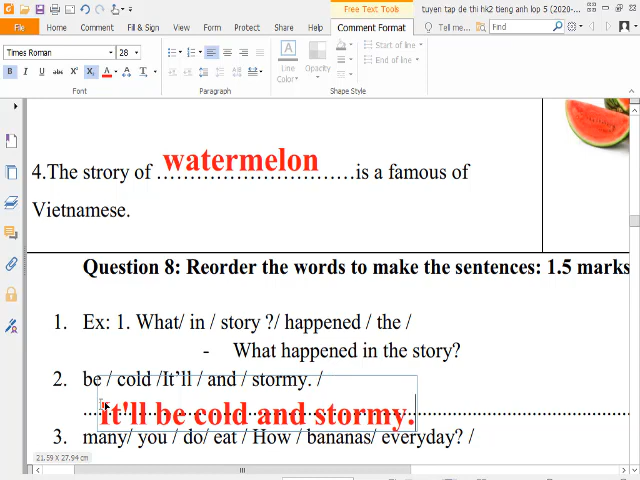 Free Text Tools
tuyen tap de thi hk2 tieng anh lop 5 (2020-
File
Home
Comment
Fill & Sign
Protect
Form
Share
Help
Comment Format
Tell me
Find
Times Roman
28
B I U abc X² X₂ A A T
Font
Paragraph
Line Color
Opacity
Start of line
End of line
Shape Style
4.The strory of watermelon……………………………is a famous of
Vietnamese.
Question 8: Reorder the words to make the sentences: 1.5 marks
1. Ex: 1. What/ in / story ?/ happened / the /
- What happened in the story?
2. be / cold /It’ll / and / stormy. /
It'll be cold and stormy.
3. many/ you / do/ eat / How / bananas/ everyday? /
21.59 x 27.94 cm